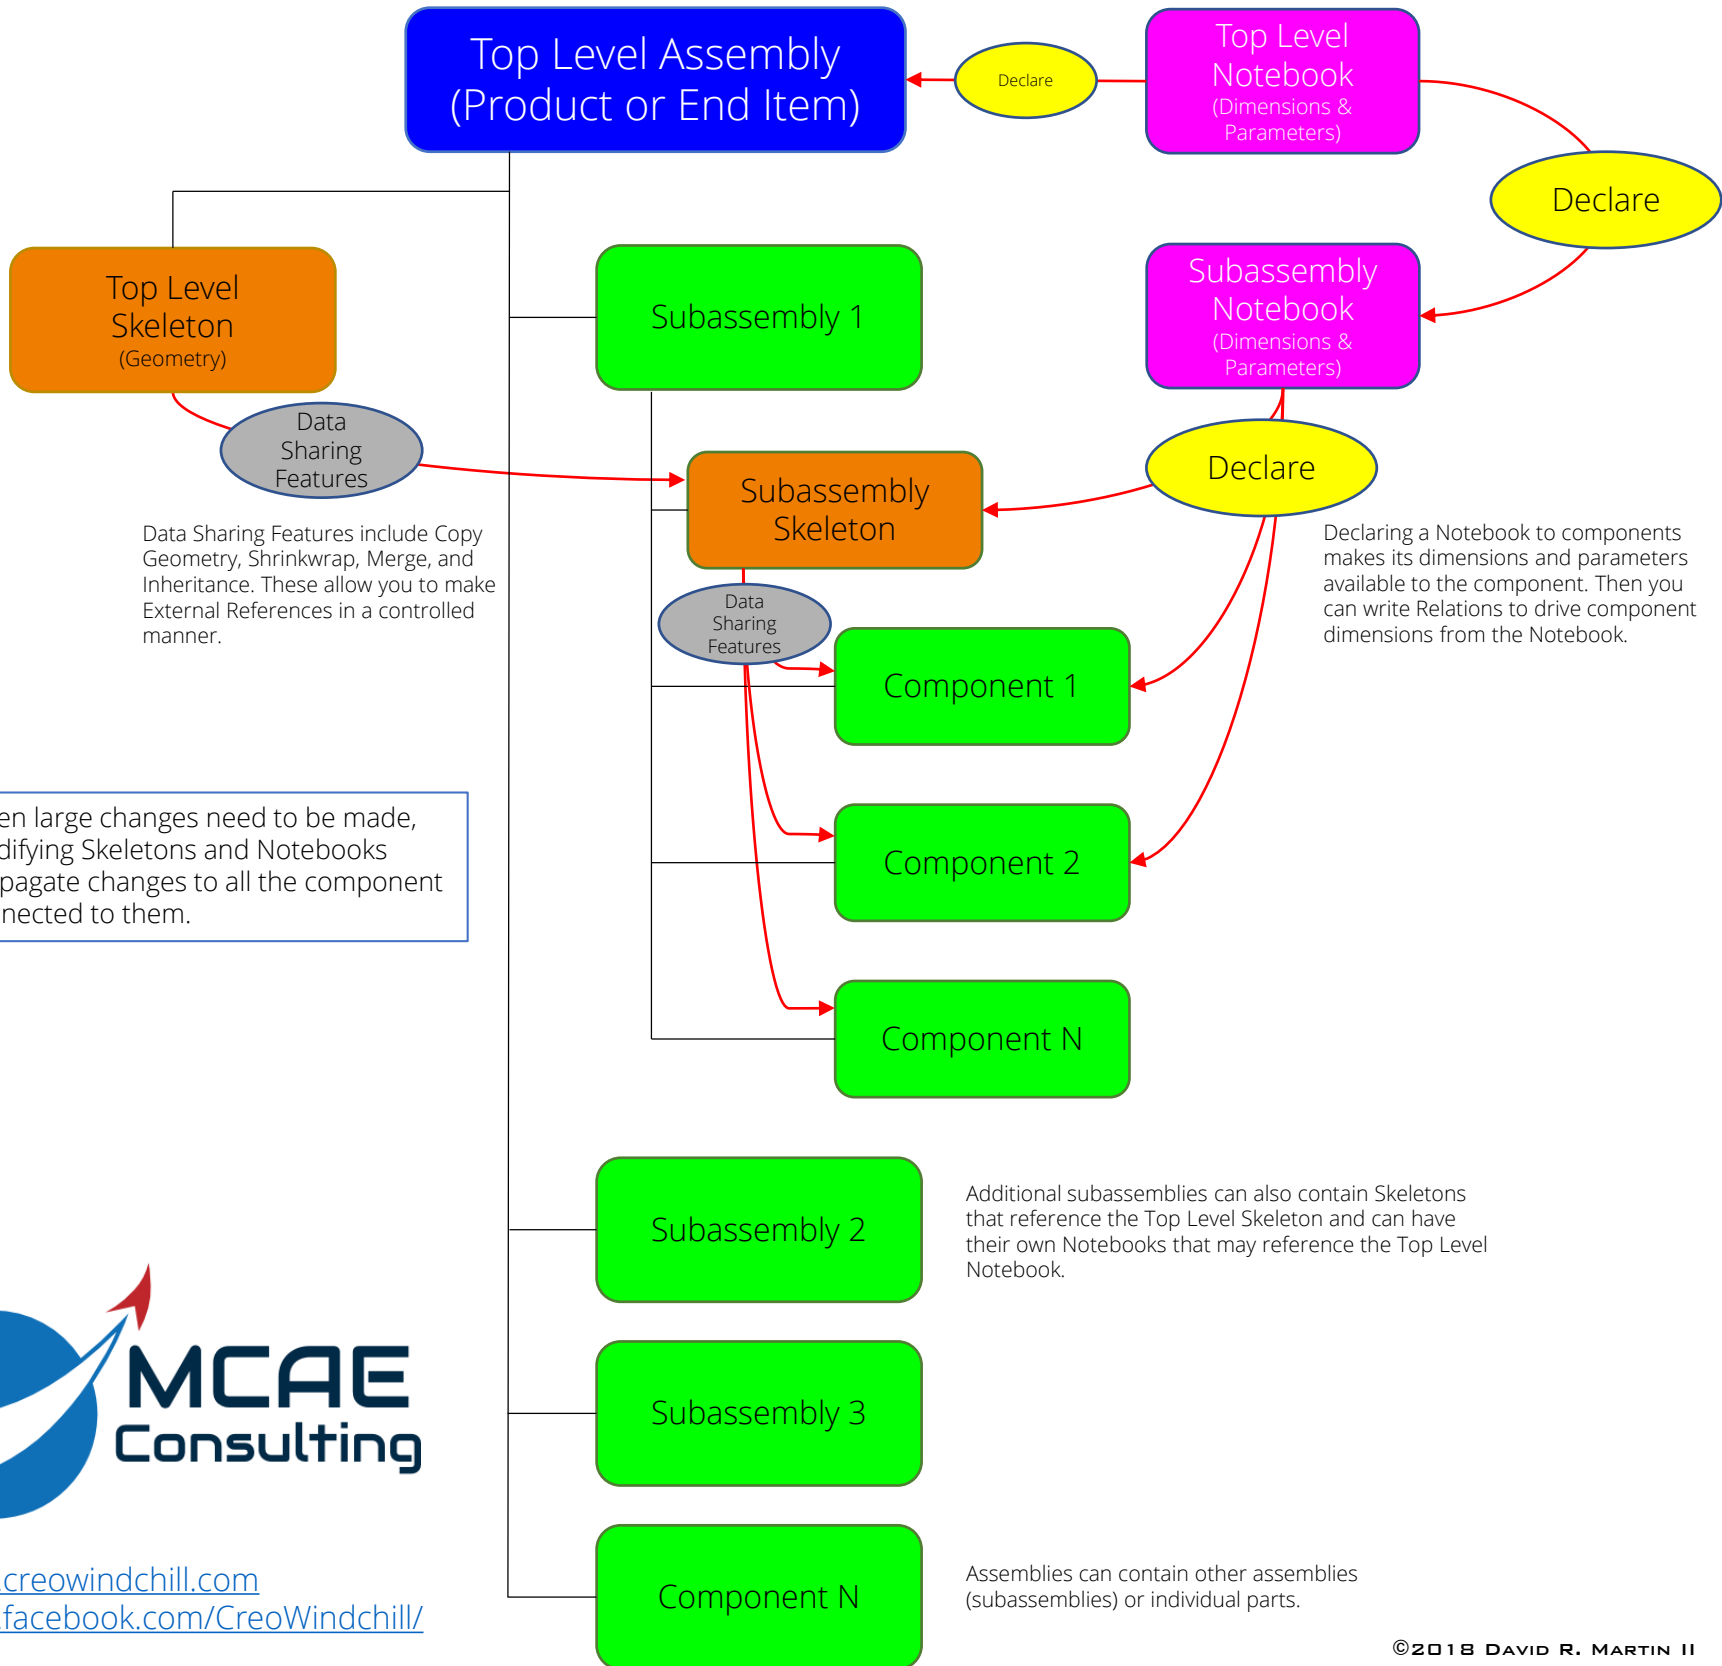 Top Level Assembly
(Product or End Item)
Declare
Top Level
Notebook
(Dimensions &
Parameters)
Declare
Top Level
Skeleton
(Geometry)
Subassembly 1
Subassembly
Notebook
(Dimensions &
Parameters)
Data
Sharing
Features
Subassembly
Skeleton
Declare
Data Sharing Features include Copy
Geometry, Shrinkwrap, Merge, and
Inheritance. These allow you to make
External References in a controlled
manner.
Declaring a Notebook to components
makes its dimensions and parameters
available to the component. Then you
can write Relations to drive component
dimensions from the Notebook.
Data
Sharing
Features
Component 1
en large changes need to be made,
difying Skeletons and Notebooks
pagate changes to all the component
nected to them.
Component 2
Component N
Subassembly 2
Additional subassemblies can also contain Skeletons
that reference the Top Level Skeleton and can have
their own Notebooks that may reference the Top Level
Notebook.
MCAE
Consulting
Subassembly 3
.creowindchill.com
.facebook.com/CreoWindchill/
Component N
Assemblies can contain other assemblies
(subassemblies) or individual parts.
©2018 David R. Martin II